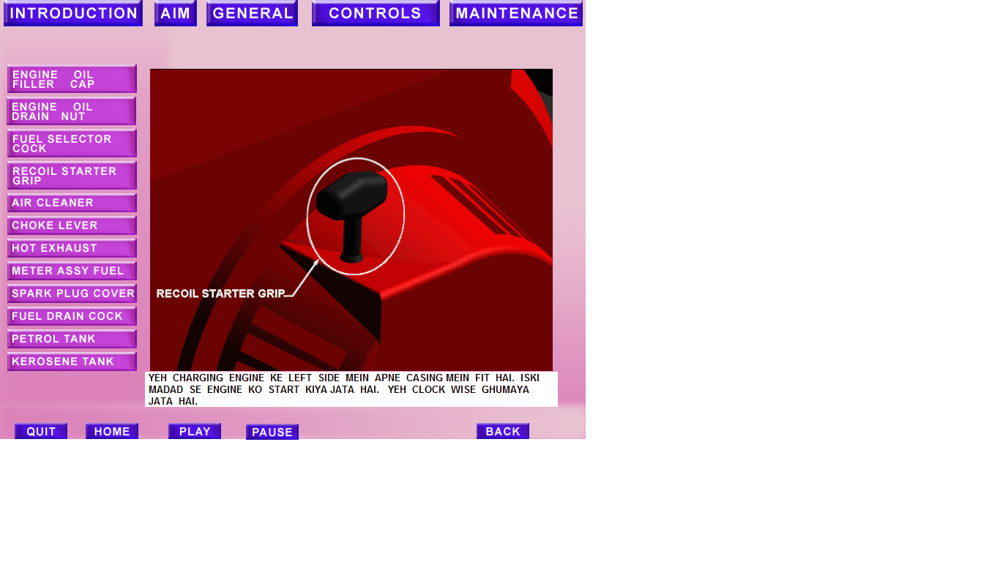 INTRODUCTION AIM GENERAL CONTROLS MAINTENANCE
ENGINE OIL
FILLER CAP
ENGINE OIL
DRAIN NUT
FUEL SELECTOR
COCK
RECOIL STARTER
GRIP
AIR CLEANER
CHOKE LEVER
HOT EXHAUST
METER ASSY FUEL
SPARK PLUG COVER
FUEL DRAIN COCK
PETROL TANK
KEROSENE TANK
RECOIL STARTER GRIP
YEH CHARGING ENGINE KE LEFT SIDE MEIN APNE CASING MEIN FIT HAI. ISKI
MADAD SE ENGINE KO START KIYA JATA HAI. YEH CLOCK WISE GHUMAYA
JATA HAI.
QUIT HOME PLAY PAUSE BACK